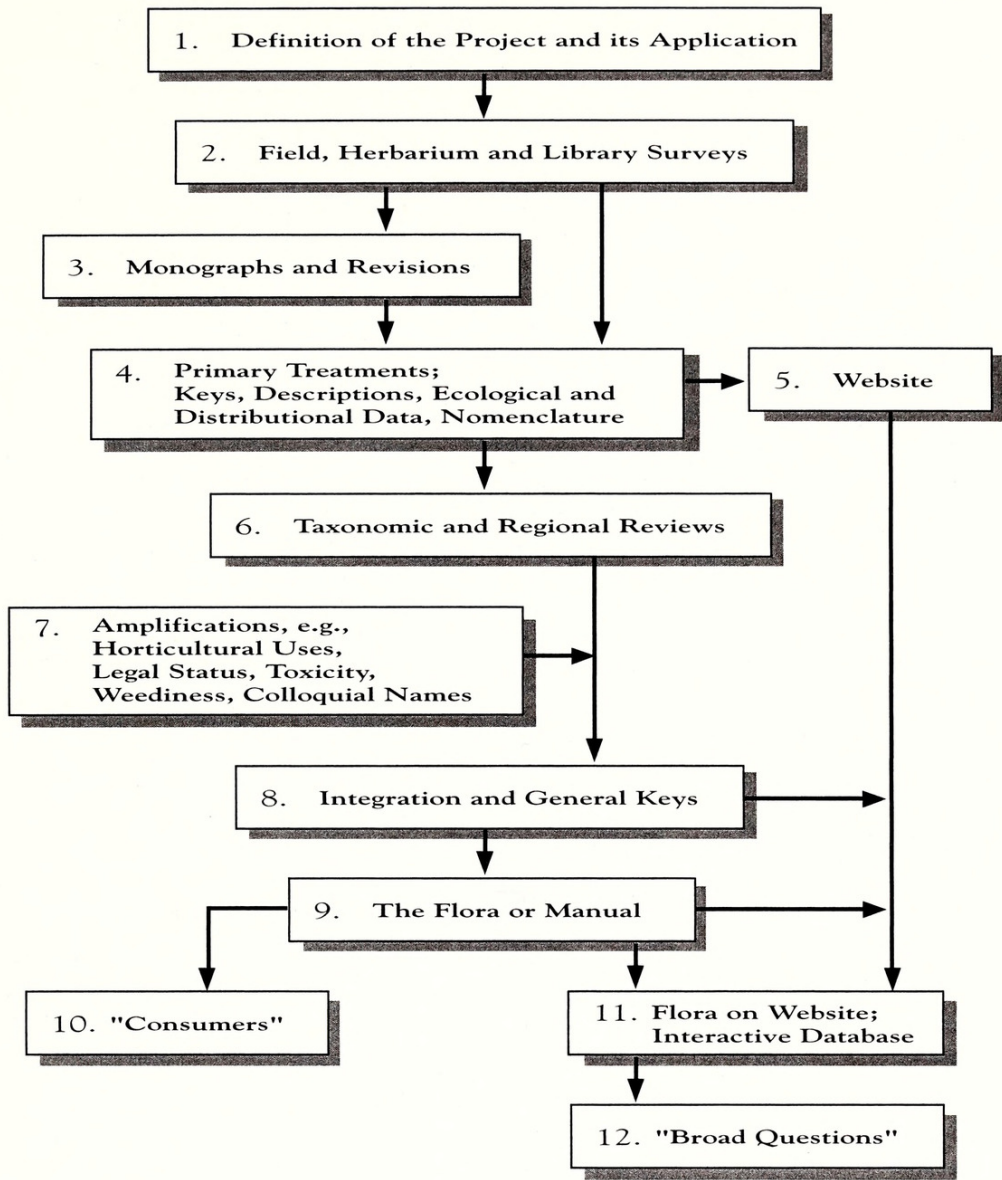 1. Definition of the Project and its Application
2. Field, Herbarium and Library Surveys
3. Monographs and Revisions
4. Primary Treatments;
Keys, Descriptions, Ecological and
Distributional Data, Nomenclature
5. Website
6. Taxonomic and Regional Reviews
7. Amplifications, e.g.,
Horticultural Uses,
Legal Status, Toxicity,
Weediness, Colloquial Names
8. Integration and General Keys
9. The Flora or Manual
10. "Consumers"
11. Flora on Website;
Interactive Database
12. "Broad Questions"